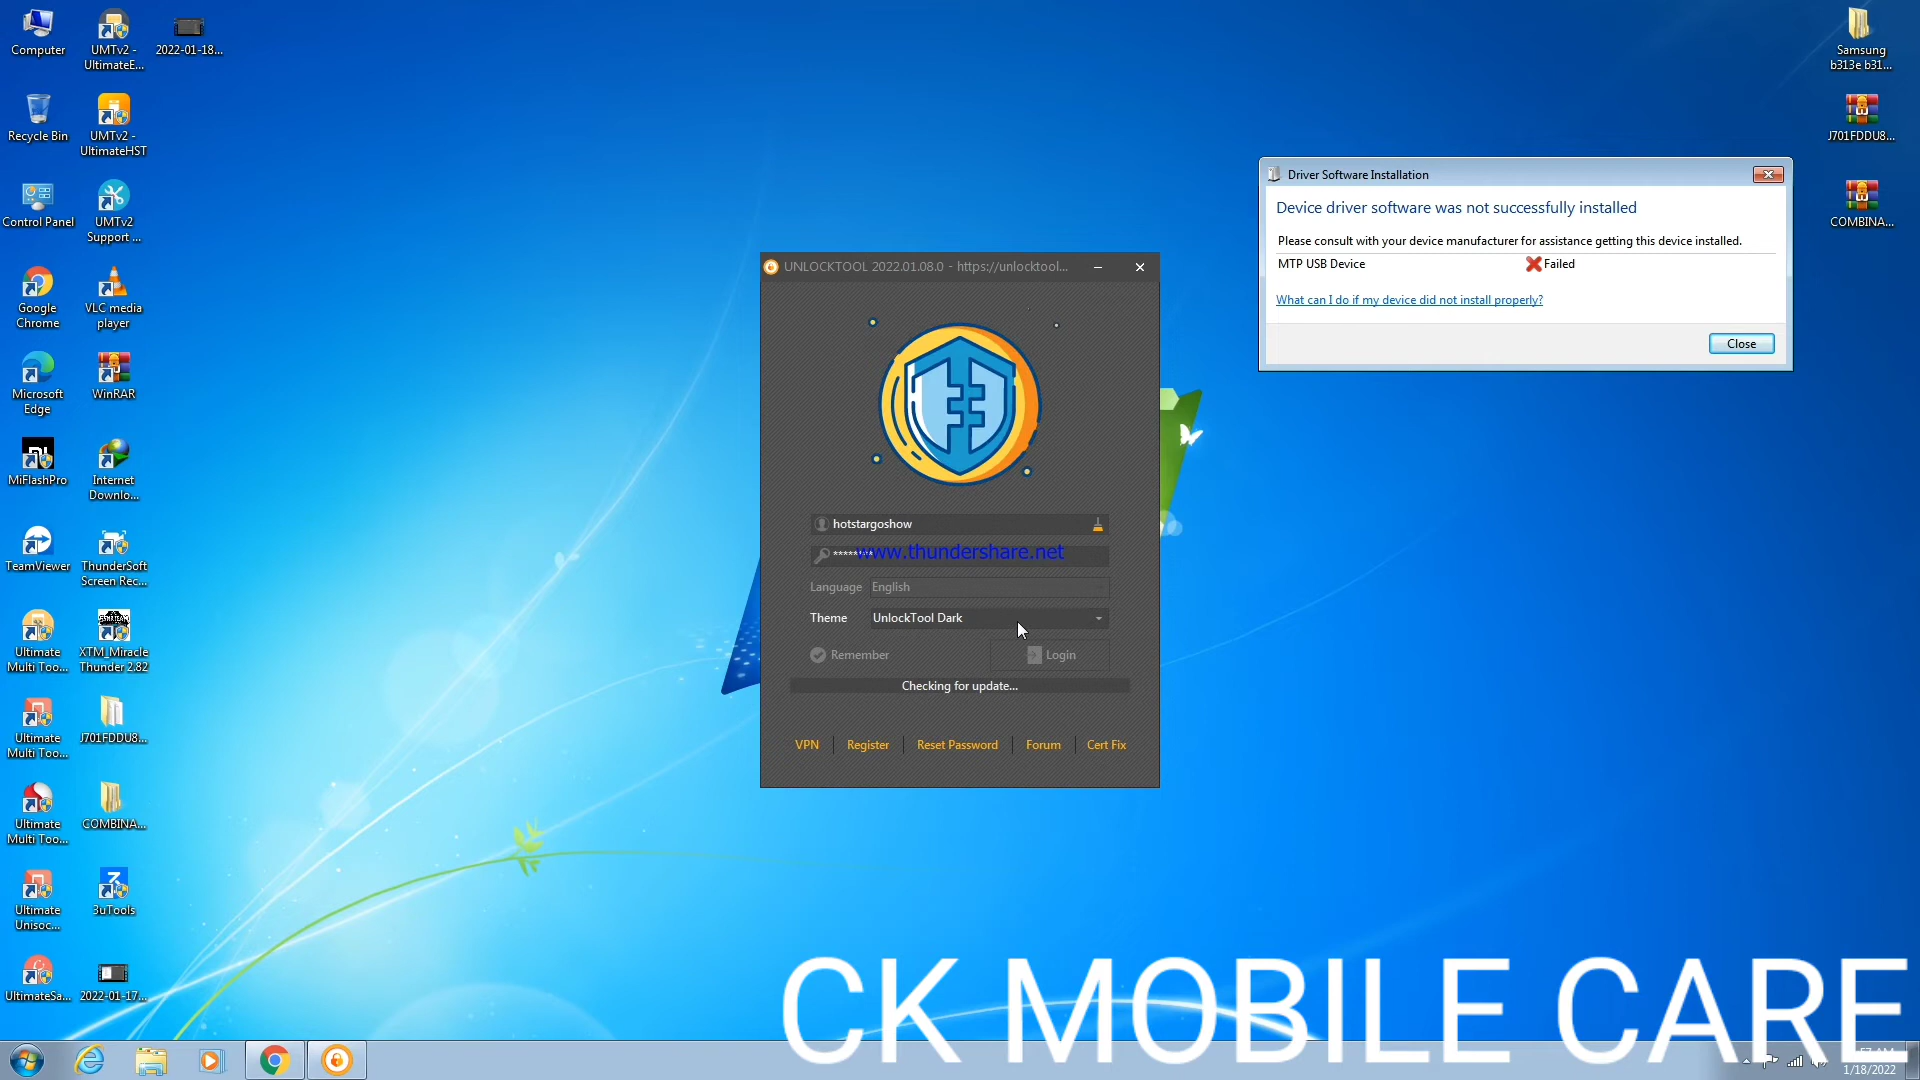 Computer
UMTv2 -
UltimateE...
2022-01-18...
Samsung
b313e b31...
Recycle Bin
UMTv2 -
UltimateHST
J701FDDU8...
Control Panel
UMTv2
Support ...
COMBINA...
Google
Chrome
VLC media
player
Microsoft
Edge
WinRAR
MiFlashPro
Internet
Downlo...
TeamViewer
ThunderSoft
Screen Rec...
Ultimate
Multi Too...
XTM_Miracle
Thunder 2.82
Ultimate
Multi Too...
J701FDDU8...
Ultimate
Multi Too...
COMBINA...
Ultimate
Unisoc...
3uTools
UltimateSa...
2022-01-17...
Driver Software Installation
Device driver software was not successfully installed
Please consult with your device manufacturer for assistance getting this device installed.
MTP USB Device Failed
What can I do if my device did not install properly?
Close
UNLOCKTOOL 2022.01.08.0 - https://unlocktool...
hotstargoshow
********
www.thundershare.net
Language English
Theme UnlockTool Dark
Remember Login
Checking for update...
VPN Register Reset Password Forum Cert Fix
CK MOBILE CARE
1/18/2022